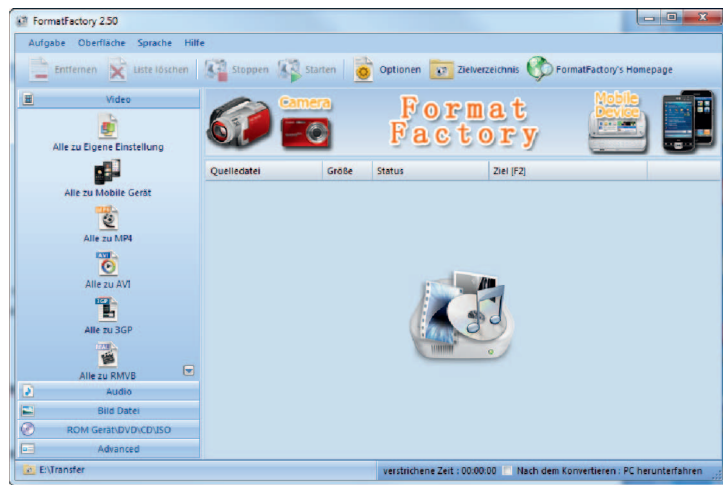 FormatFactory 2.50
Aufgabe Oberfläche Sprache Hilfe
Entfernen Liste löschen Stoppen Starten Optionen Zielverzeichnis FormatFactory's Homepage
Video
Camera
Format
Factory
Mobile
Device
Quelledatei Größe Status Ziel [F2]
Alle zu Eigene Einstellung
Alle zu Mobile Gerät
Alle zu MP4
AVI
Alle zu AVI
3GP
Alle zu 3GP
Alle zu RMVB
Audio
Bild Datei
ROM Gerät\DVD\CD\ISO
Advanced
E:\Transfer
verstrichene Zeit : 00:00:00 Nach dem Konvertieren : PC herunterfahren